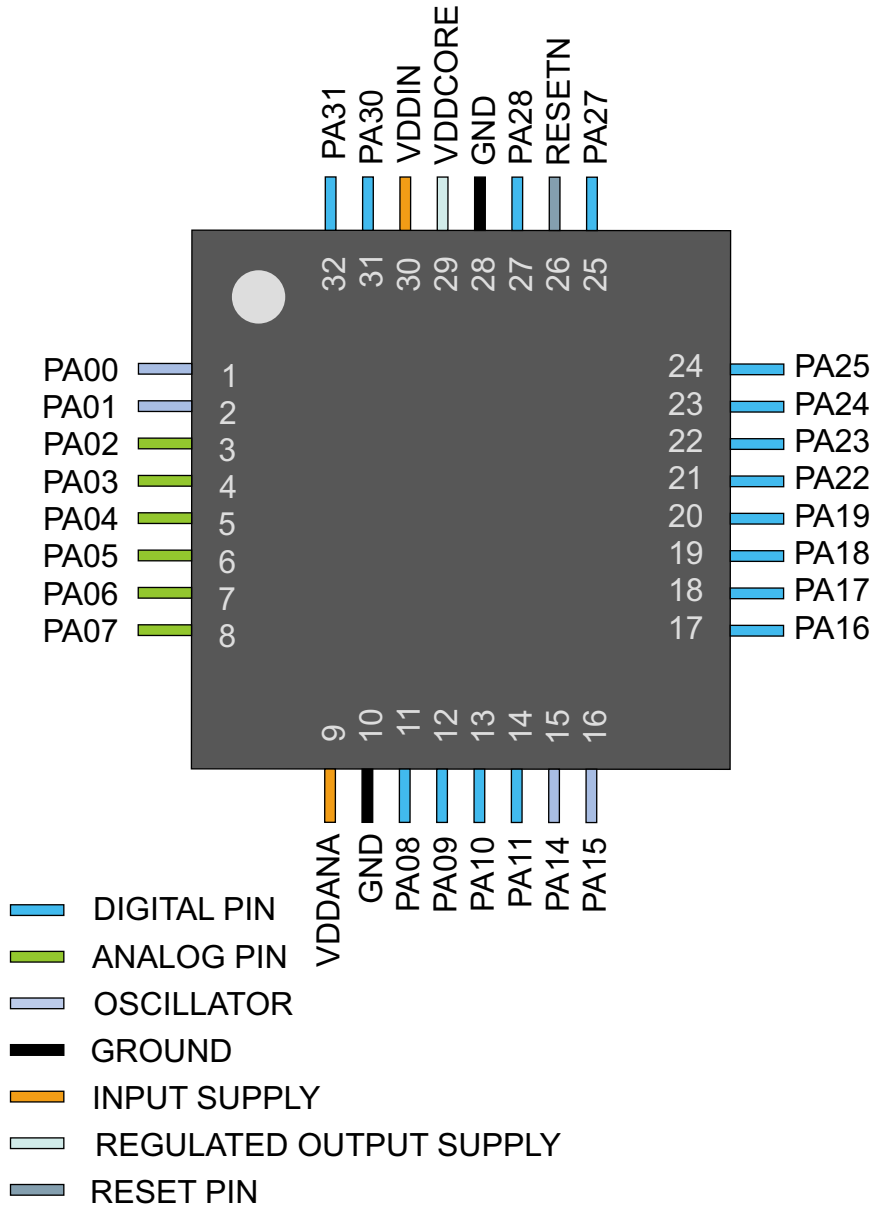 PA31
PA30
VDDIN
VDDCORE
GND
PA28
RESETN
PA27
32
31
30
29
28
27
26
25
PA00 1
PA01 2
PA02 3
PA03 4
PA04 5
PA05 6
PA06 7
PA07 8
24 PA25
23 PA24
22 PA23
21 PA22
20 PA19
19 PA18
18 PA17
17 PA16
9
10
11
12
13
14
15
16
VDDANA
GND
PA08
PA09
PA10
PA11
PA14
PA15
DIGITAL PIN
ANALOG PIN
OSCILLATOR
GROUND
INPUT SUPPLY
REGULATED OUTPUT SUPPLY
RESET PIN